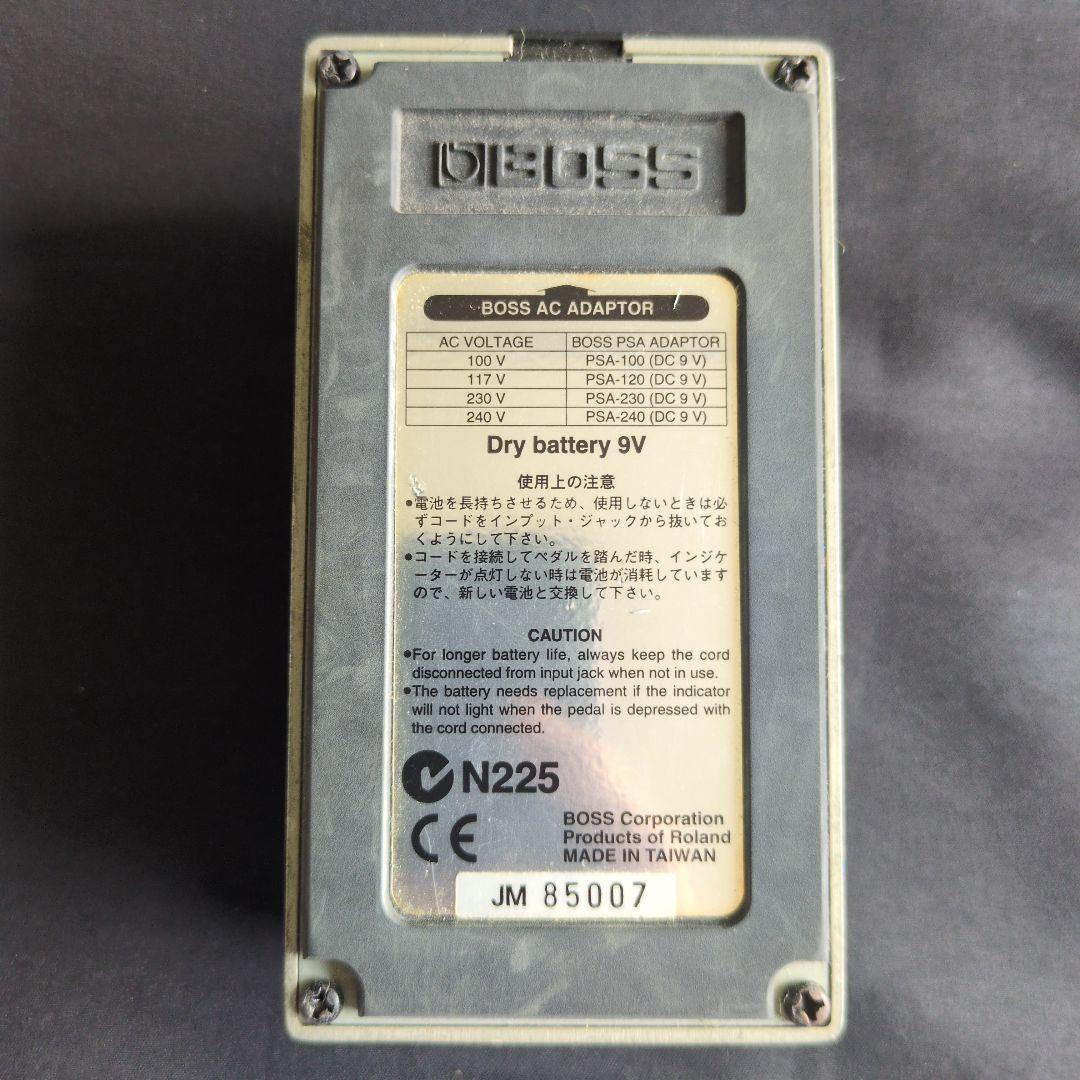 BOSS
BOSS AC ADAPTOR
AC VOLTAGE BOSS PSA ADAPTOR
100 V PSA-100 (DC 9 V)
117 V PSA-120 (DC 9 V)
230 V PSA-230 (DC 9 V)
240 V PSA-240 (DC 9 V)
Dry battery 9V
使用上の注意
●電池を長持ちさせるため、使用しないときは必
ずコードをインプット・ジャックから抜いてお
くようにして下さい。
●コードを接続してペダルを踏んだ時、インジケ
ーターが点灯しない時は電池が消耗しています
ので、新しい電池と交換して下さい。
CAUTION
●For longer battery life, always keep the cord
disconnected from input jack when not in use.
●The battery needs replacement if the indicator
will not light when the pedal is depressed with
the cord connected.
N225
CE
BOSS Corporation
Products of Roland
MADE IN TAIWAN
JM 85007